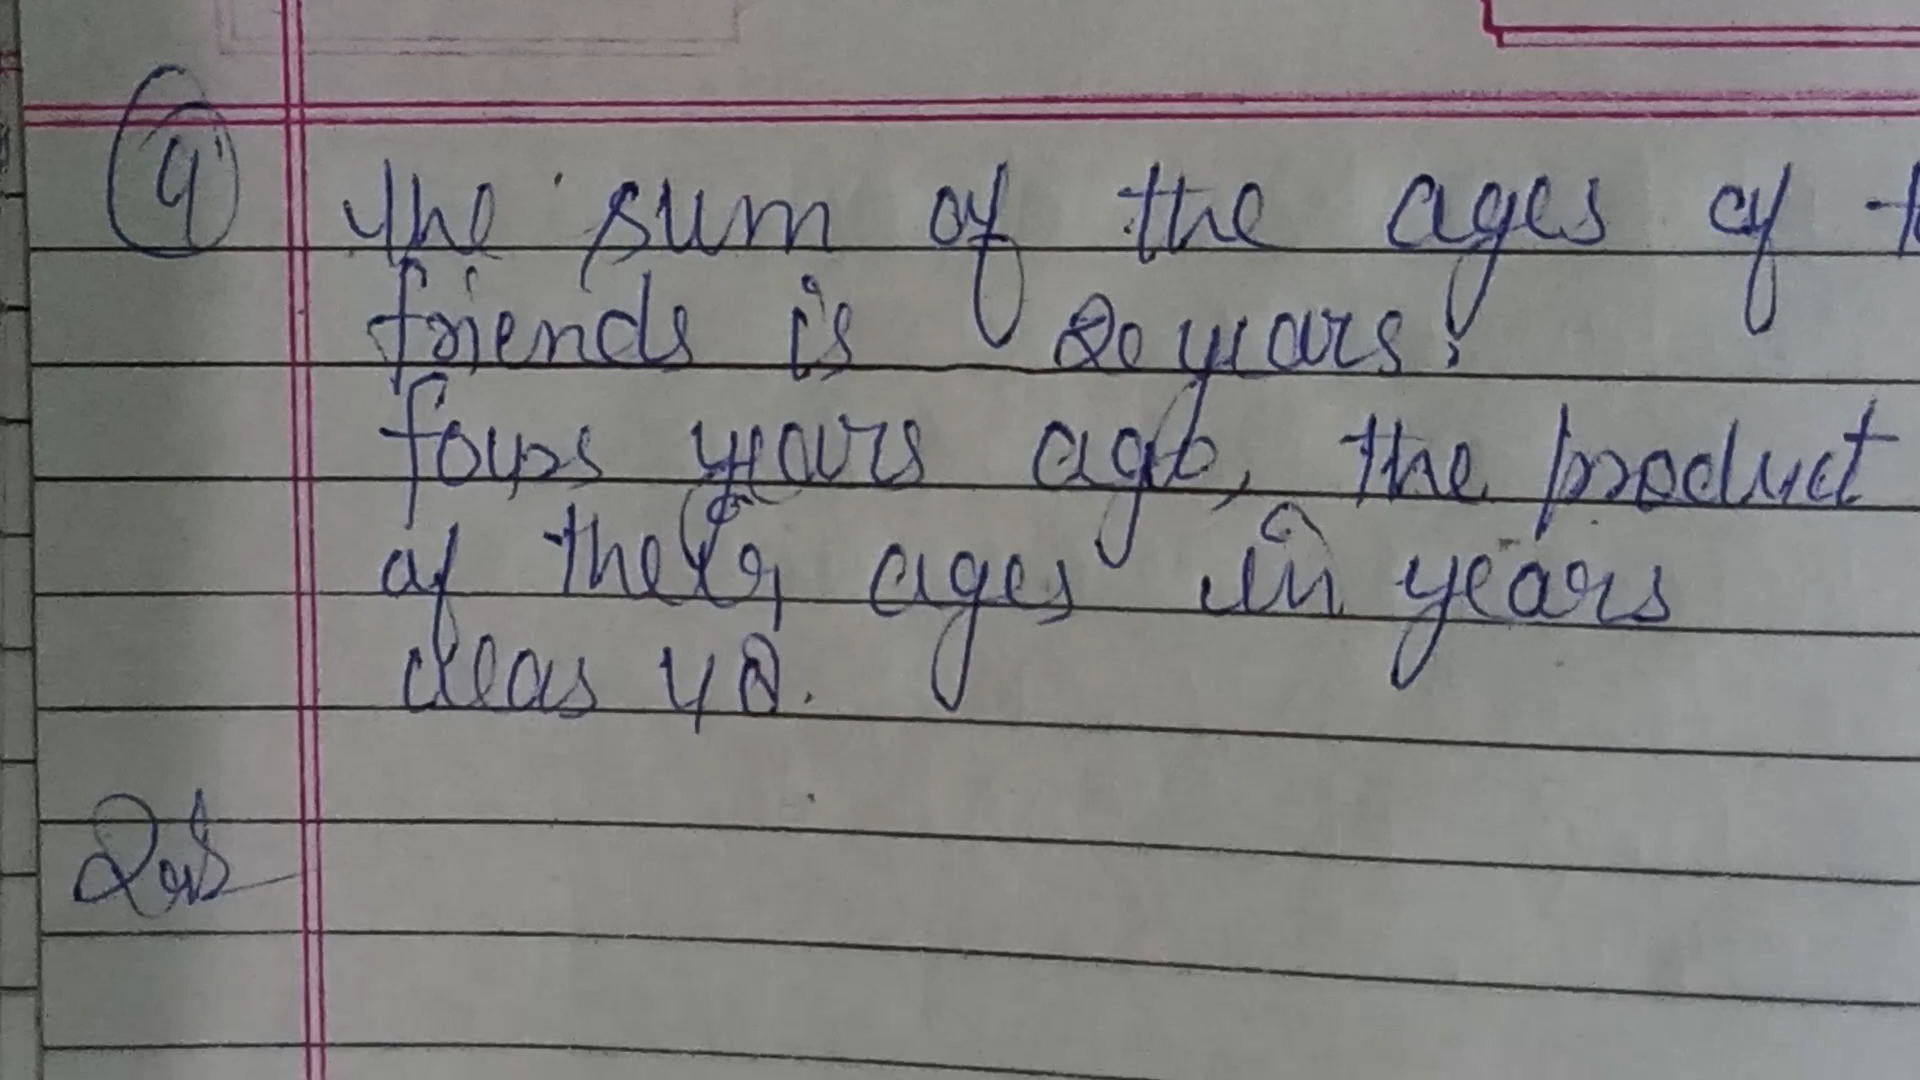 4
The sum of the ages of
friends is 20 years.
four years ago, the product
of their ages in years
was 48.